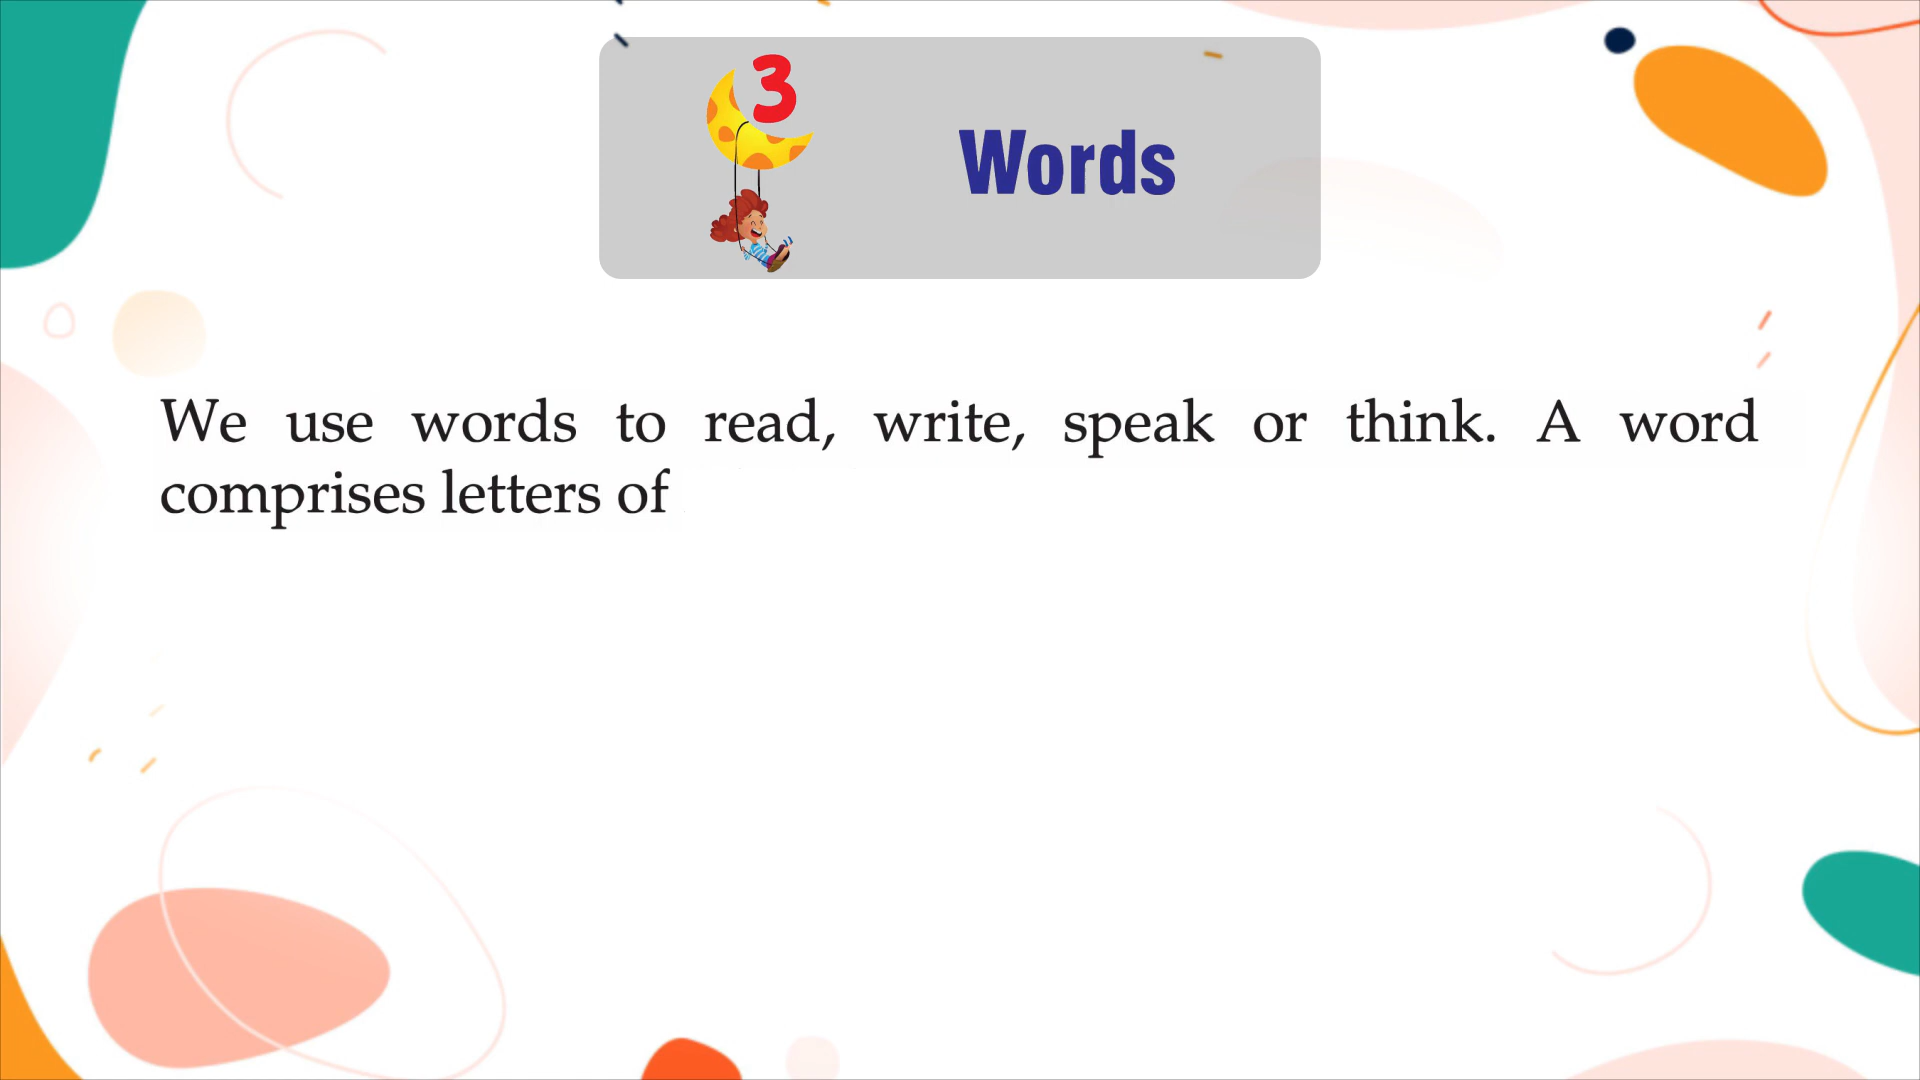 3
Words
We use words to read, write, speak or think. A word
comprises letters of